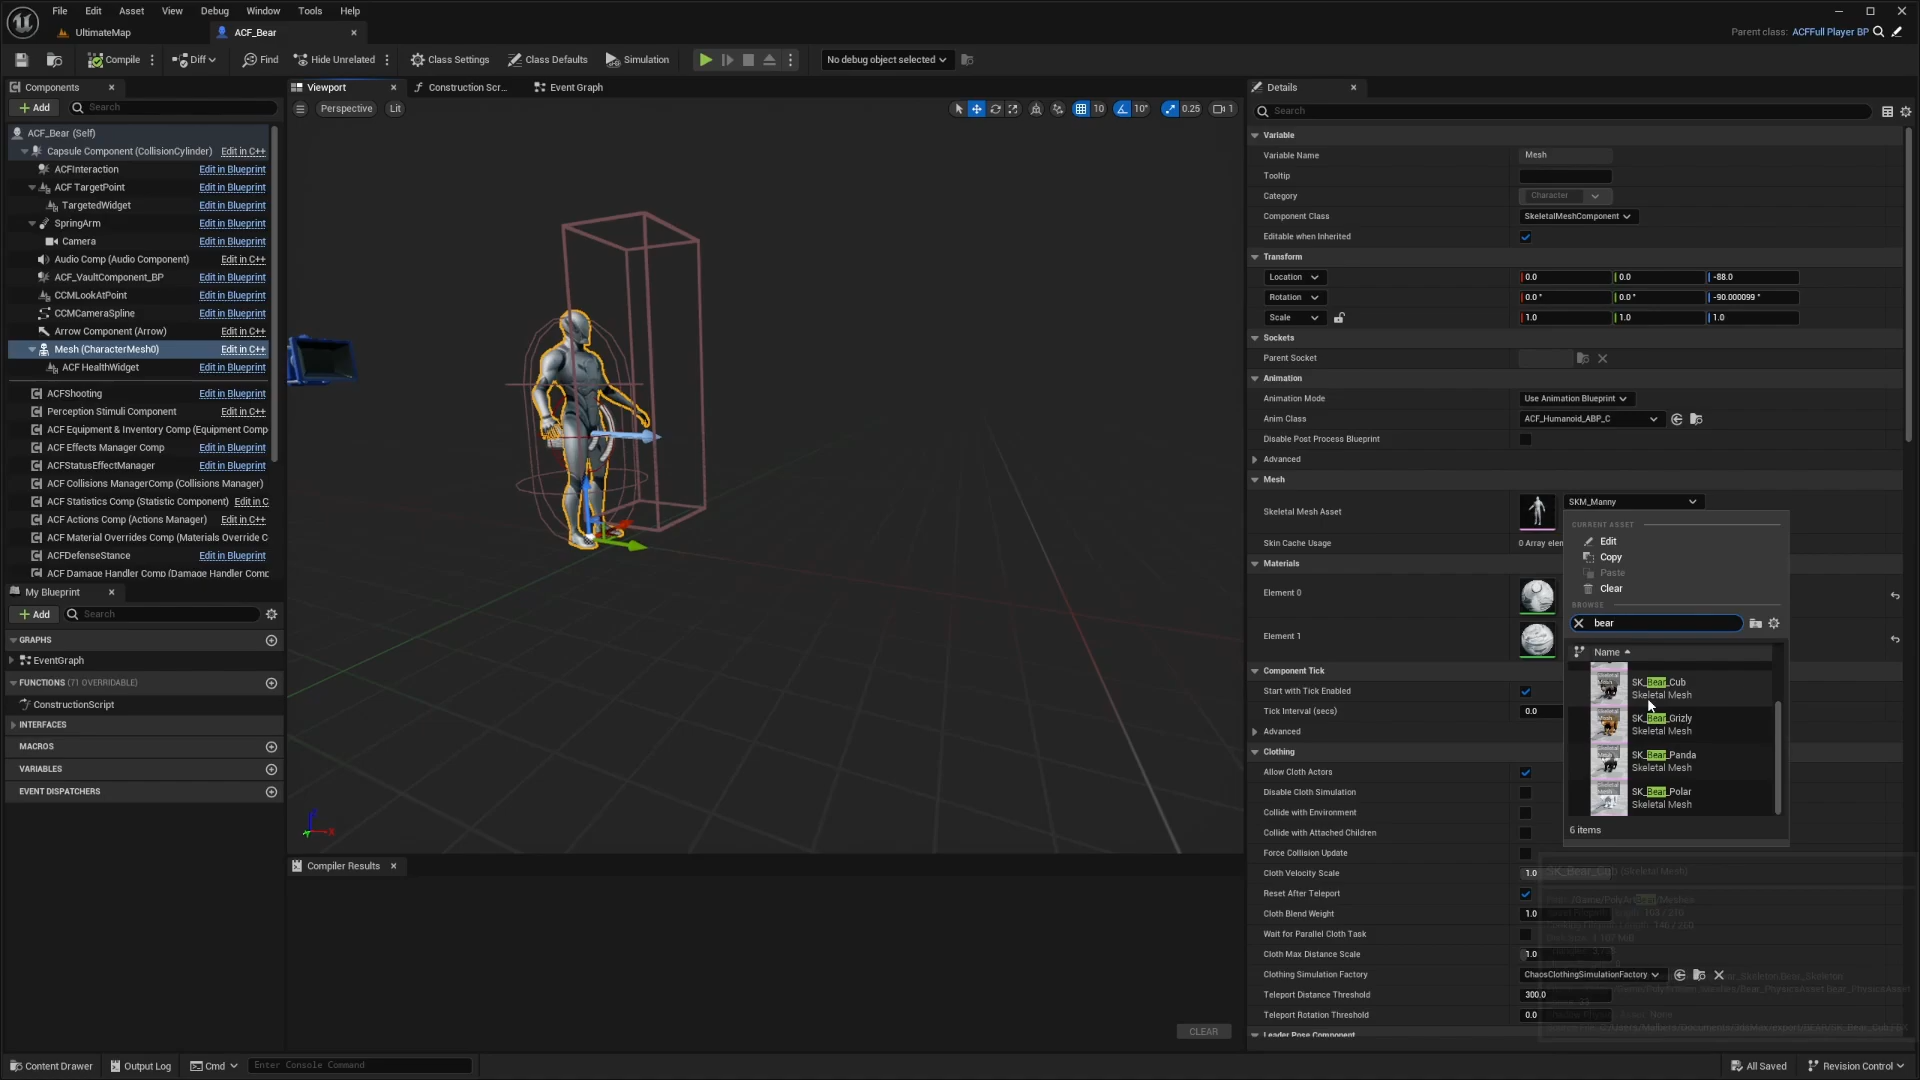 File Edit Asset View Debug Window Tools Help
UltimateMap
ACF_Bear
Parent class: ACFFull Player BP
Compile Diff Find Hide Unrelated Class Settings Class Defaults Simulation No debug object selected
Components
Add Search
ACF_Bear (Self)
Capsule Component (CollisionCylinder) Edit in C++
ACFInteraction Edit in Blueprint
ACF TargetPoint Edit in Blueprint
TargetedWidget Edit in Blueprint
SpringArm Edit in Blueprint
Camera Edit in Blueprint
Audio Comp (Audio Component) Edit in C++
ACF_VaultComponent_BP Edit in Blueprint
CCMLookAtPoint Edit in Blueprint
CCMCameraSpline Edit in Blueprint
Arrow Component (Arrow) Edit in C++
Mesh (CharacterMesh0) Edit in C++
ACF HealthWidget Edit in Blueprint
ACFShooting Edit in Blueprint
Perception Stimuli Component Edit in C++
ACF Equipment & Inventory Comp (Equipment Comp
ACF Effects Manager Comp Edit in Blueprint
ACFStatusEffectManager Edit in Blueprint
ACF Collisions ManagerComp (Collisions Manager)
ACF Statistics Comp (Statistic Component) Edit in C
ACF Actions Comp (Actions Manager) Edit in C++
ACF Material Overrides Comp (Materials Override C
ACFDefenseStance Edit in Blueprint
ACF Damage Handler Comp (Damage Handler Comp
My Blueprint
Add Search
GRAPHS
EventGraph
FUNCTIONS (71 OVERRIDABLE)
ConstructionScript
INTERFACES
MACROS
VARIABLES
EVENT DISPATCHERS
Viewport Construction Scr... Event Graph
Perspective Lit 10 10° 0.25 1
Compiler Results
CLEAR
Details
Search
Variable
Variable Name Mesh
Tooltip
Category Character
Component Class SkeletalMeshComponent
Editable when Inherited
Transform
Location 0.0 0.0 -88.0
Rotation 0.0° 0.0° -90.000099°
Scale 1.0 1.0 1.0
Sockets
Parent Socket
Animation
Animation Mode Use Animation Blueprint
Anim Class ACF_Humanoid_ABP_C
Disable Post Process Blueprint
Advanced
Mesh
Skeletal Mesh Asset SKM_Manny
Skin Cache Usage 0 Array elen
Materials
Element 0
Element 1
Component Tick
Start with Tick Enabled
Tick Interval (secs) 0.0
Advanced
Clothing
Allow Cloth Actors
Disable Cloth Simulation
Collide with Environment
Collide with Attached Children
Force Collision Update
Cloth Velocity Scale 1.0
Reset After Teleport
Cloth Blend Weight 1.0
Wait for Parallel Cloth Task
Cloth Max Distance Scale 1.0
Clothing Simulation Factory ChaosClothingSimulationFactory
Teleport Distance Threshold 300.0
Teleport Rotation Threshold 0.0
Leader Pose Component
CURRENT ASSET
Edit
Copy
Paste
Clear
BROWSE
bear
Name
SK_Bear_Cub
Skeletal Mesh
SK_Bear_Grizly
Skeletal Mesh
SK_Bear_Panda
Skeletal Mesh
SK_Bear_Polar
Skeletal Mesh
6 items
SK_Bear_Cub (Skeletal Mesh)
Content Drawer Output Log Cmd Enter Console Command All Saved Revision Control